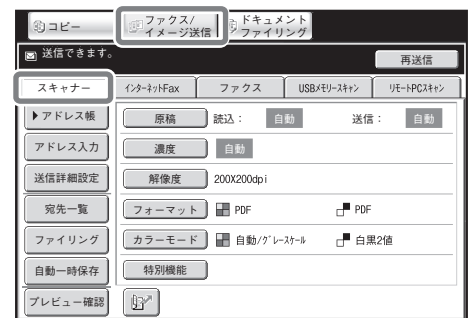 コピー
ファクス/
イメージ送信
ドキュメント
ファイリング
送信できます。
再送信
スキャナー
インターネットFax
ファクス
USBメモリースキャン
リモートPCスキャン
アドレス帳
原稿 読込： 自動 送信： 自動
アドレス入力
濃度 自動
送信詳細設定
解像度 200X200dpi
宛先一覧
フォーマット PDF PDF
ファイリング
カラーモード 自動/グレースケール 白黒2値
自動一時保存
特別機能
プレビュー確認